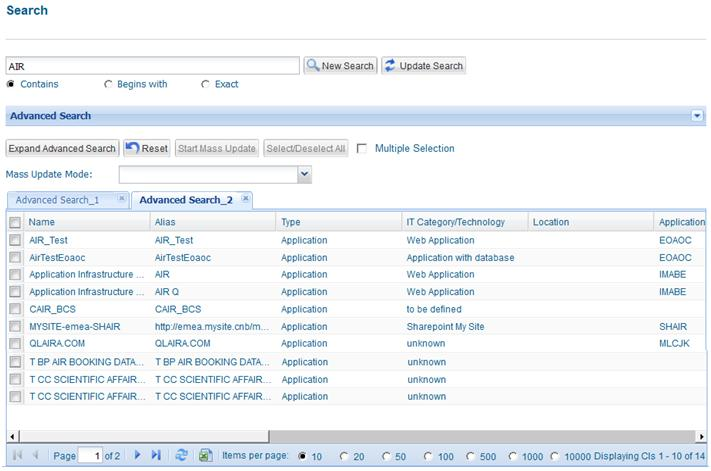 Search
AIR
New Search Update Search
Contains Begins with Exact
Advanced Search
Expand Advanced Search Reset Start Mass Update Select/Deselect All Multiple Selection
Mass Update Mode:
Advanced Search_1 Advanced Search_2
Name Alias Type IT Category/Technology Location Application
AIR_Test AIR_Test Application Web Application EOAOC
AirTestEoaoc AirTestEoaoc Application Application with database EOAOC
Application Infrastructure ... AIR Application Web Application IMABE
Application Infrastructure ... AIR Q Application Web Application IMABE
CAIR_BCS CAIR_BCS Application to be defined
MYSITE-emea-SHAIR http://emea.mysite.cnb/m... Application Sharepoint My Site SHAIR
QLAIRA.COM QLAIRA.COM Application unknown MLCJK
T BP AIR BOOKING DATA... T BP AIR BOOKING DATA... Application unknown
T CC SCIENTIFIC AFFAIR... T CC SCIENTIFIC AFFAIR... Application unknown
T CC SCIENTIFIC AFFAIR... T CC SCIENTIFIC AFFAIR... Application unknown
Page 1 of 2 Items per page: 10 20 50 100 500 1000 10000 Displaying CIs 1 - 10 of 14